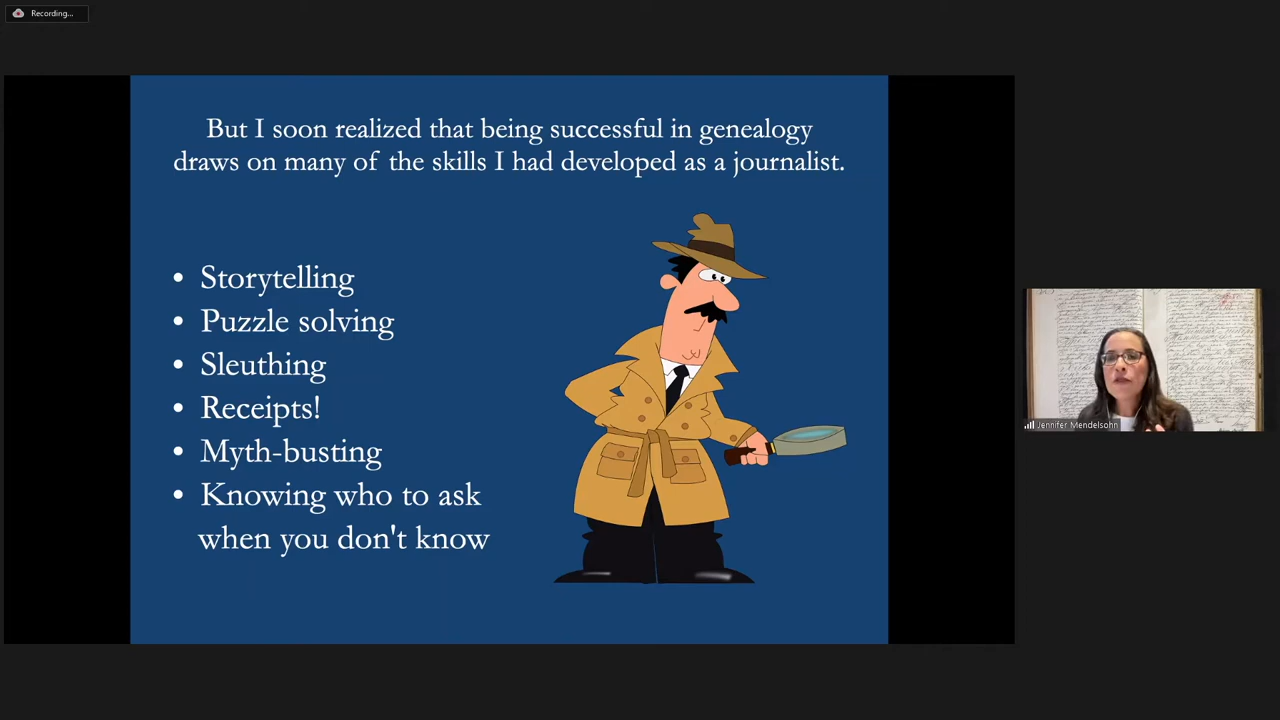 Recording...
But I soon realized that being successful in genealogy
draws on many of the skills I had developed as a journalist.
• Storytelling
• Puzzle solving
• Sleuthing
• Receipts!
• Myth-busting
• Knowing who to ask
when you don't know
Jennifer Mendelsohn